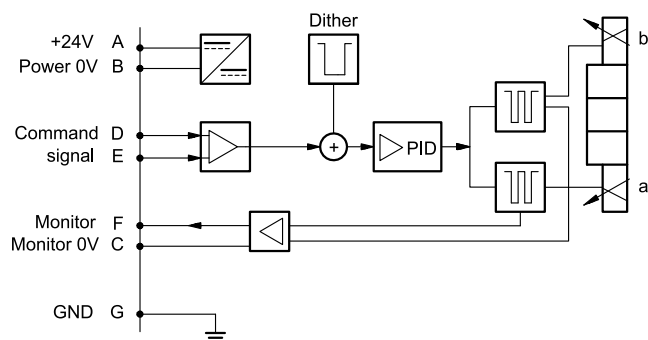 Dither
+24V A
Power 0V B
b
Command D
signal E
PID
a
Monitor F
Monitor 0V C
GND G